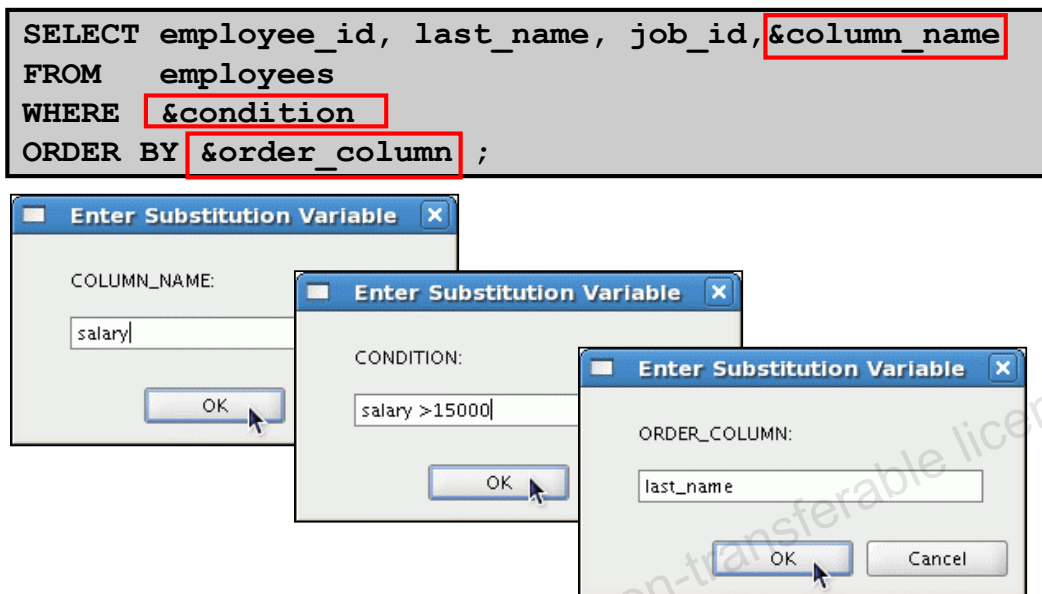 SELECT employee_id, last_name, job_id,&column_name
FROM employees
WHERE &condition
ORDER BY &order_column ;
Enter Substitution Variable
COLUMN_NAME:
salary
OK
Enter Substitution Variable
CONDITION:
salary >15000
OK
Enter Substitution Variable
ORDER_COLUMN:
last_name
OK
Cancel